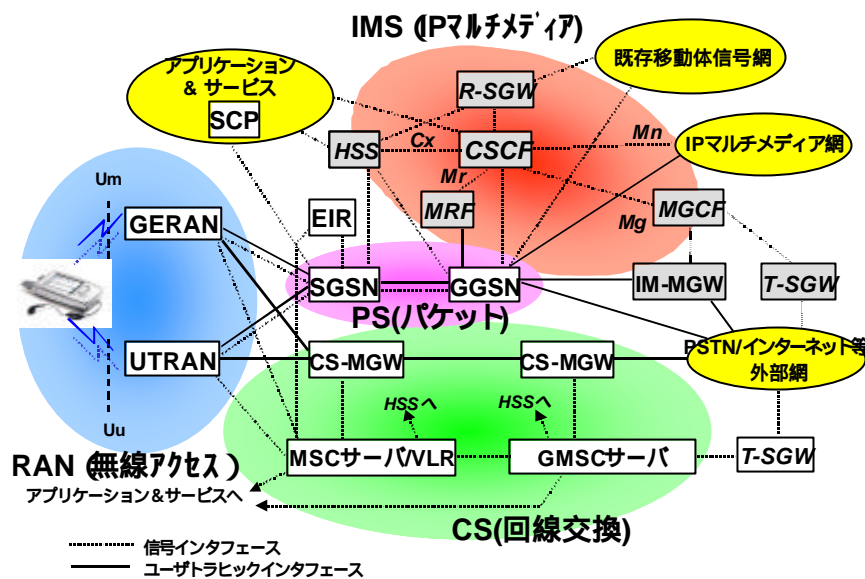 IMS (IPマルチメディア)
アプリケーション
& サービス
SCP
既存移動体信号網
R-SGW
HSS
Cx
CSCF
Mn
IPマルチメディア網
Um
Mr
MRF
Mg
MGCF
GERAN
EIR
SGSN
GGSN
IM-MGW
T-SGW
PS(パケット)
UTRAN
CS-MGW
CS-MGW
PSTN/インターネット等
外部網
HSSへ
HSSへ
Uu
RAN (無線アクセス)
MSCサーバ/VLR
GMSCサーバ
T-SGW
アプリケーション&サービスへ
CS(回線交換)
信号インタフェース
ユーザトラヒックインタフェース